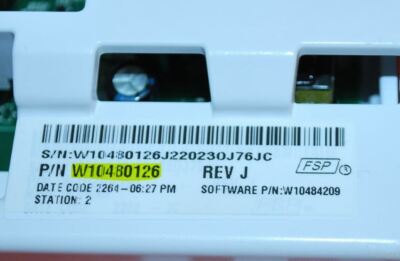 S/N:W10480126J220230J76JC
P/N W10480126 REV J FSP ®
DATE CODE 2264-06:27 PM SOFTWARE P/N:W10484209
STATION: 2